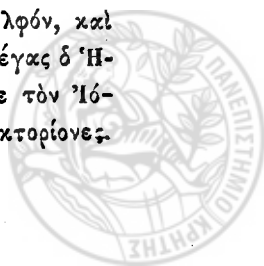 λφόν, καὶ
έγας δ Ἡ-
ε τὸν Ἰό-
κτορίονες.
ΠΑΝΕΠΙΣΤΗΜΙΟ ΚΡΗΤΗΣ